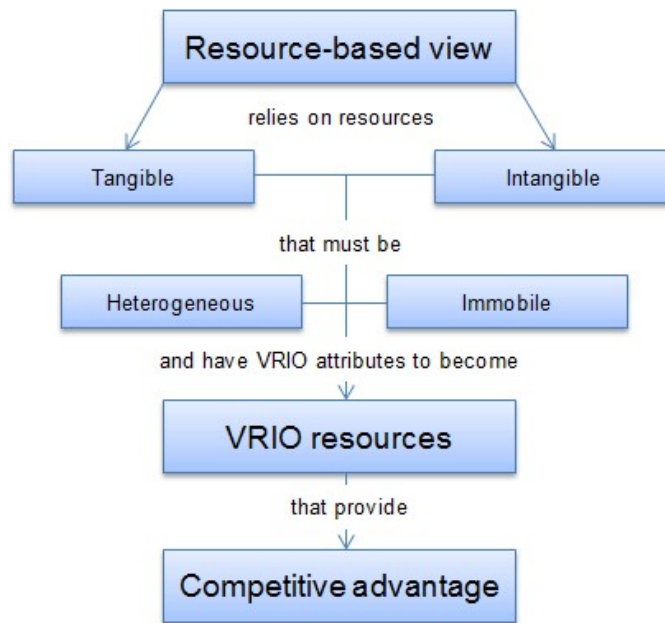 Resource-based view
relies on resources
Tangible
Intangible
that must be
Heterogeneous
Immobile
and have VRIO attributes to become
VRIO resources
that provide
Competitive advantage